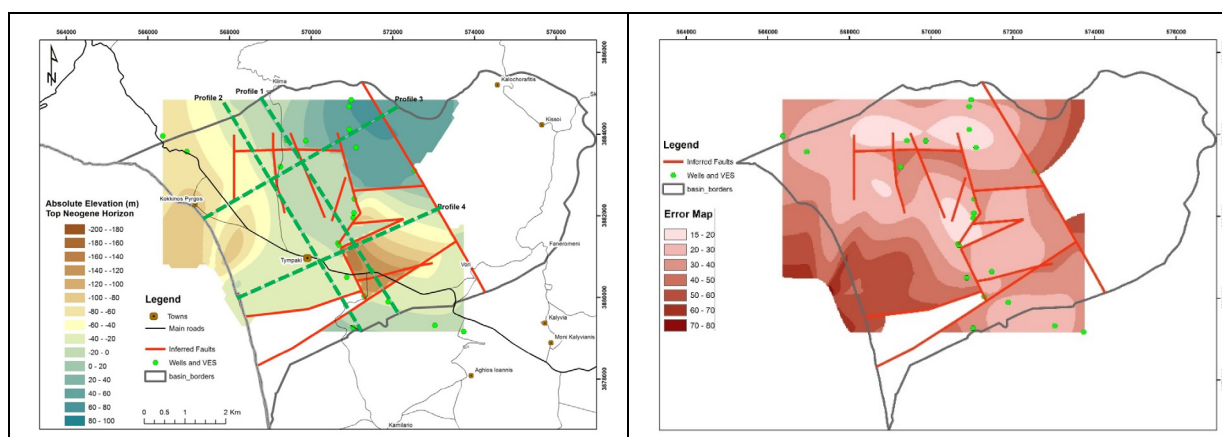 564000 566000 568000 570000 572000 574000 576000
3886000
3884000
3882000
3880000
3878000
N
Klima
Kalochorafitis
Profile 1
Profile 2
Profile 3
Kissoi
Kokkinos Pyrgos
Profile 4
Tympaki
Faneromeni
Vori
Kalyvia
Moni Kalyvianis
Aghios Ioannis
Kamilario
Absolute Elevation (m)
Top Neogene Horizon
-200 - -180
-180 - -160
-160 - -140
-140 - -120
-120 - -100
-100 - -80
-80 - -60
-60 - -40
-40 - -20
-20 - 0
0 - 20
20 - 40
40 - 60
60 - 80
80 - 100
Legend
Towns
Main roads
Inferred Faults
Wells and VES
basin_borders
0 0.5 1 2 Km
564000 566000 568000 570000 572000 574000 576000
Legend
Inferred Faults
Wells and VES
basin_borders
Error Map
15 - 20
20 - 30
30 - 40
40 - 50
50 - 60
60 - 70
70 - 80